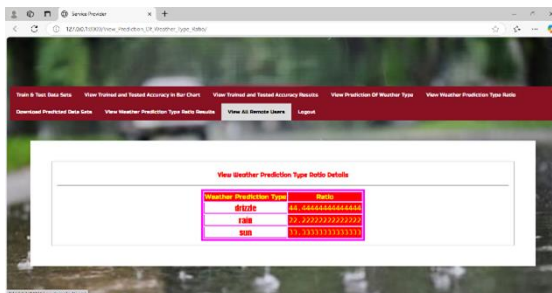 Service Provider
127.0.0.1:8000/View_Prediction_Of_Weather_Type_Ratio/
Train & Test Data Sets View Trained and Tested Accuracy in Bar Chart View Trained and Tested Accuracy Results View Prediction Of Weather Type View Weather Prediction Type Ratio
Download Predicted Data Sets View Weather Prediction Type Ratio Results View All Remote Users Logout
View Weather Prediction Type Ratio Details
Weather Prediction Type Ratio
drizzle 44.44444444444444
rain 22.22222222222222
sun 33.33333333333333